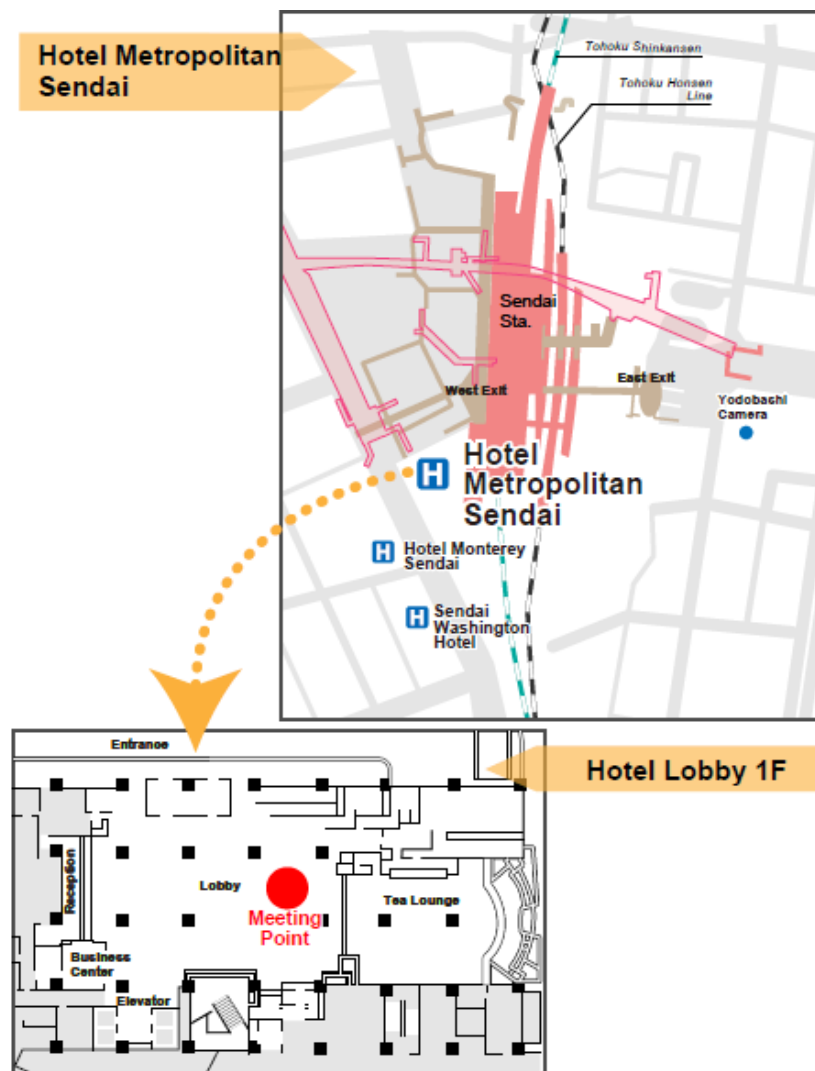 Hotel Metropolitan
Sendai
Tohoku Shinkansen
Tohoku Honsen
Line
Sendai
Sta.
West Exit
East Exit
Yodobashi
Camera
H
Hotel
Metropolitan
Sendai
H
Hotel Monterey
Sendai
H
Sendai
Washington
Hotel
Entrance
Hotel Lobby 1F
Reception
Lobby
Tea Lounge
Meeting
Point
Business
Center
Elevator